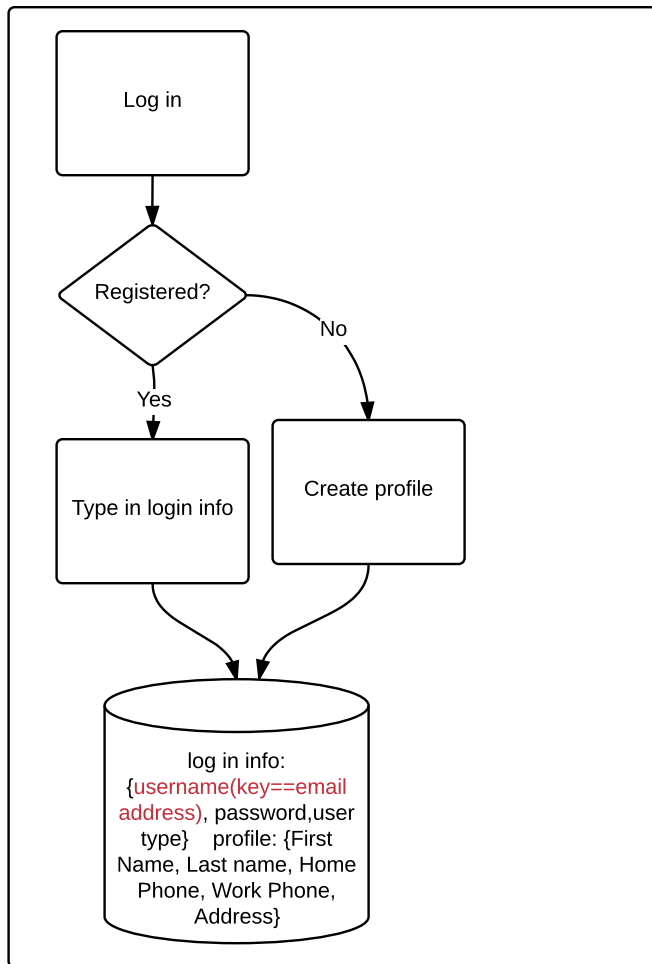 Log in
Registered?
No
Yes
Create profile
Type in login info
log in info:
{username(key==email
address), password,user
type}    profile: {First
Name, Last name, Home
Phone, Work Phone,
Address}